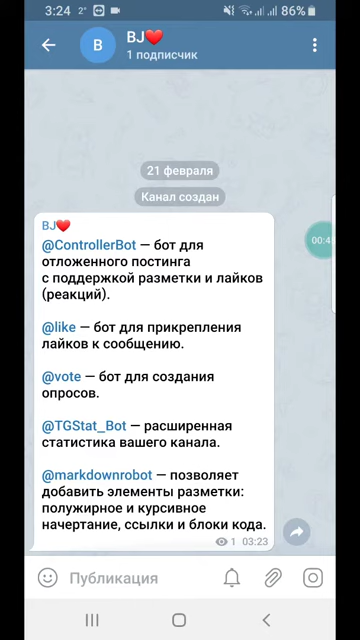 3:24 2° 86%
B BJ❤️
1 подписчик
21 февраля
Канал создан
BJ❤️
@ControllerBot — бот для
отложенного постинга
с поддержкой разметки и лайков
(реакций).
@like — бот для прикрепления
лайков к сообщению.
@vote — бот для создания
опросов.
@TGStat_Bot — расширенная
статистика вашего канала.
@markdownrobot — позволяет
добавить элементы разметки:
полужирное и курсивное
начертание, ссылки и блоки кода.
1 03:23
Публикация